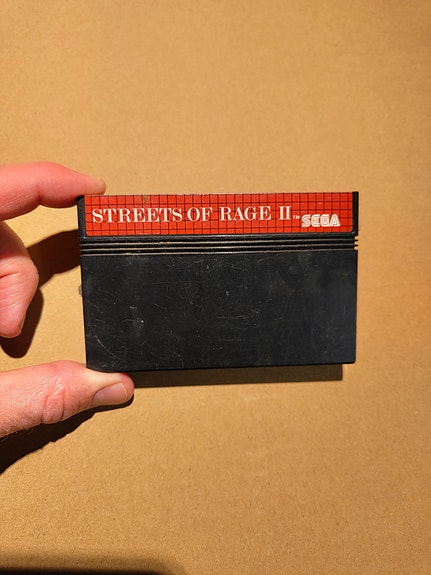 STREETS OF RAGE II™ SEGA